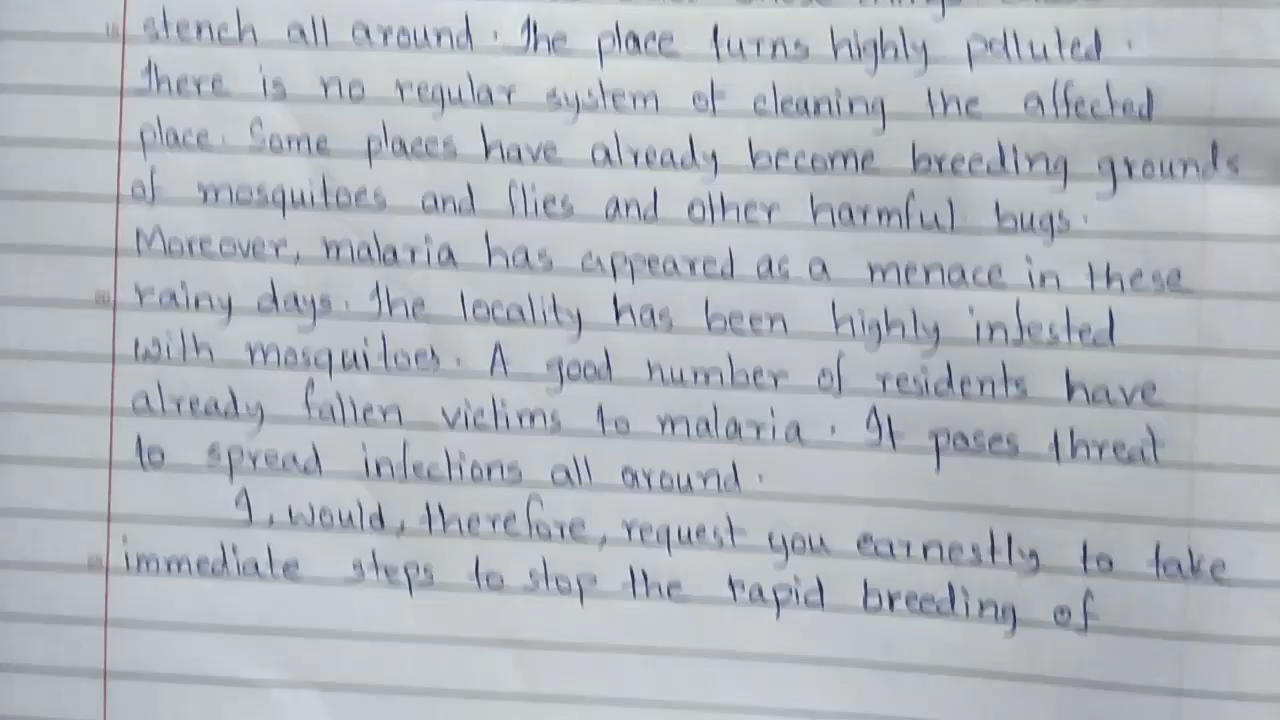 stench all around. The place turns highly polluted.
There is no regular system of cleaning the affected
place. Some places have already become breeding grounds
of mosquitoes and flies and other harmful bugs.
Moreover, malaria has appeared as a menace in these
rainy days. The locality has been highly infested
with mosquitoes. A good number of residents have
already fallen victims to malaria. It poses threat
to spread infections all around.
I, would, therefore, request you earnestly to take
immediate steps to stop the rapid breeding of